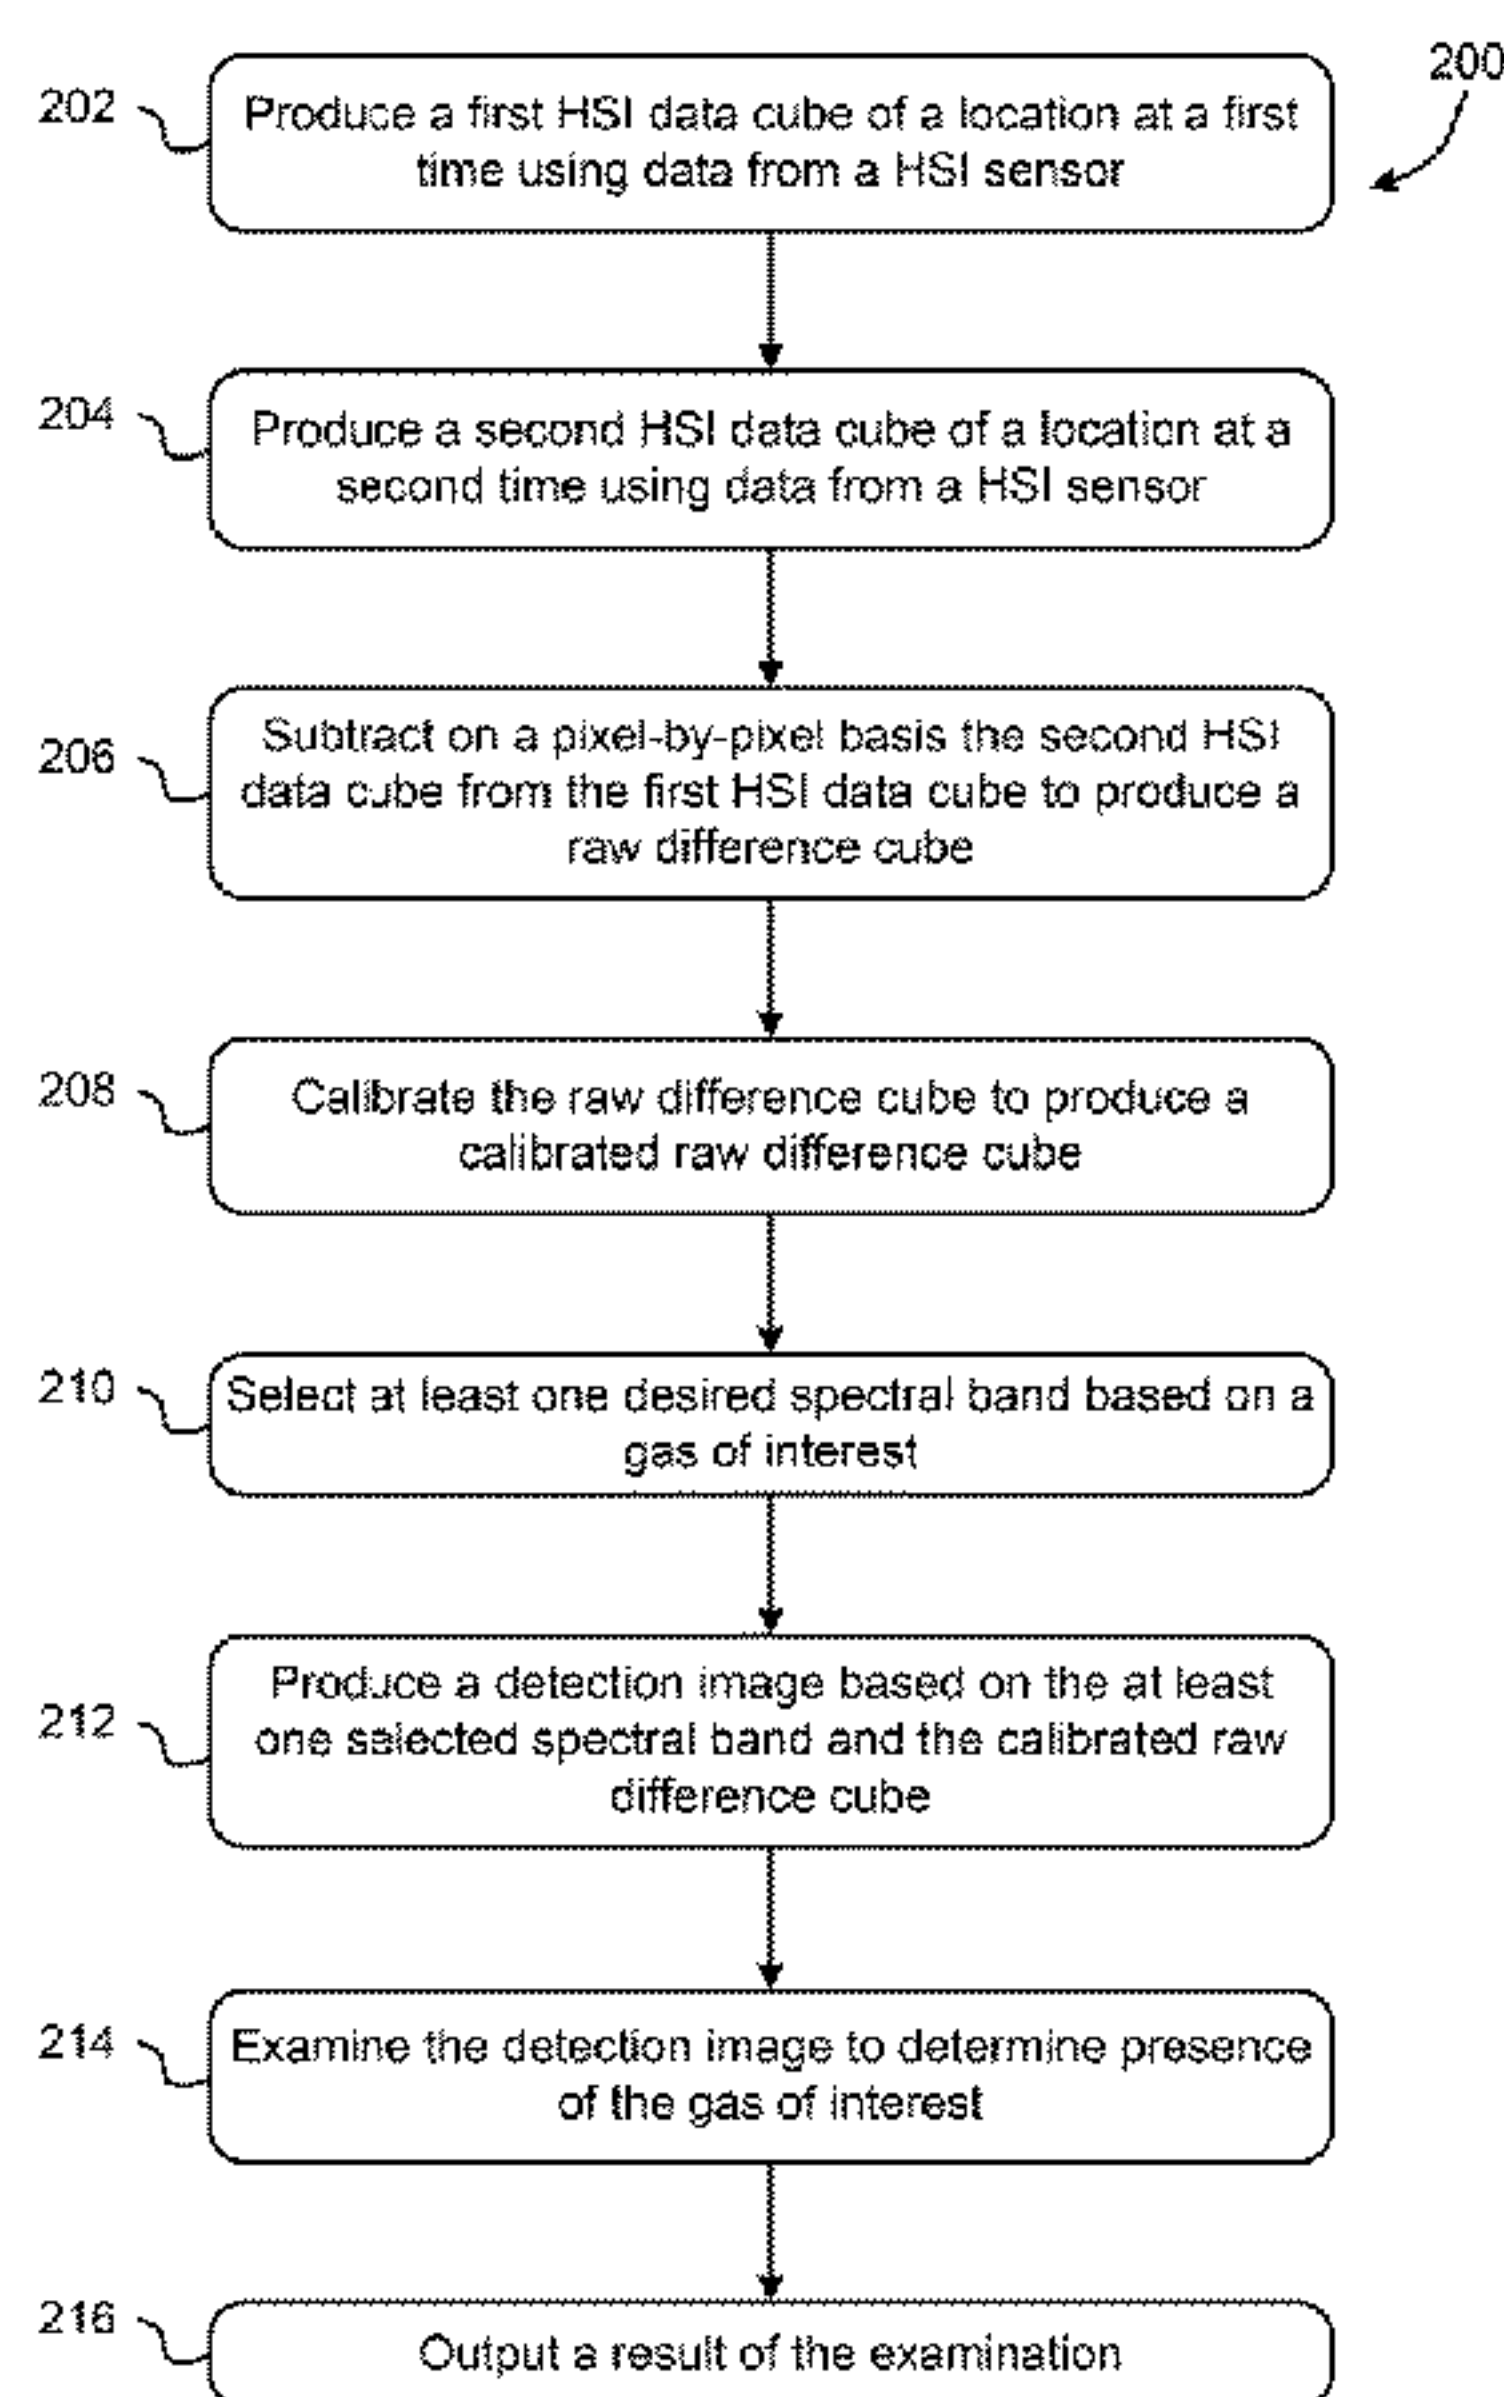 200
202
Produce a first HSI data cube of a location at a first
time using data from a HSI sensor
204
Produce a second HSI data cube of a location at a
second time using data from a HSI sensor
206
Subtract on a pixel-by-pixel basis the second HSI
data cube from the first HSI data cube to produce a
raw difference cube
208
Calibrate the raw difference cube to produce a
calibrated raw difference cube
210
Select at least one desired spectral band based on a
gas of interest
212
Produce a detection image based on the at least
one selected spectral band and the calibrated raw
difference cube
214
Examine the detection image to determine presence
of the gas of interest
216
Output a result of the examination